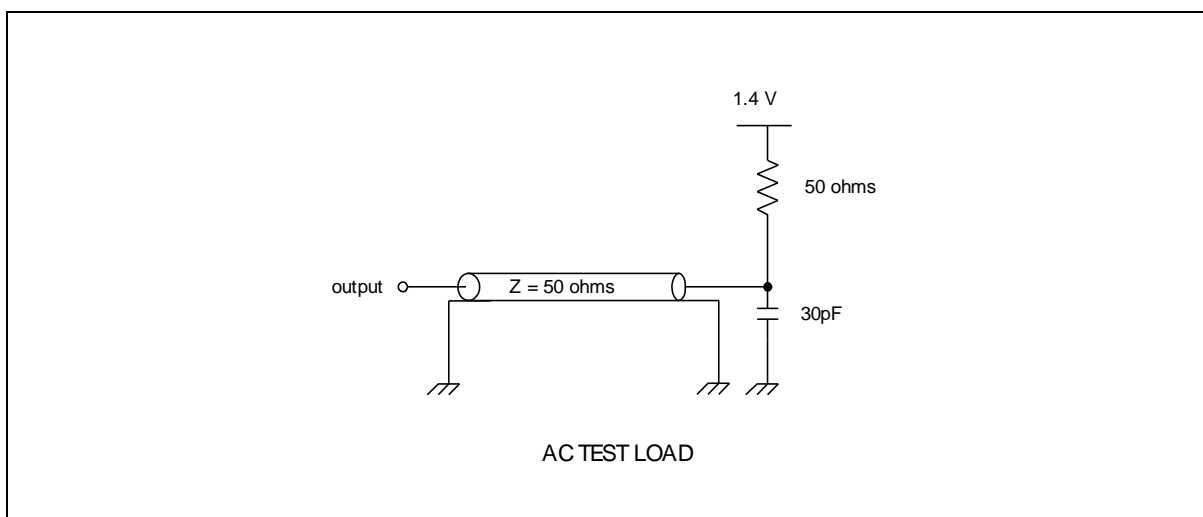 1.4 V
50 ohms
output
Z = 50 ohms
30pF
AC TEST LOAD